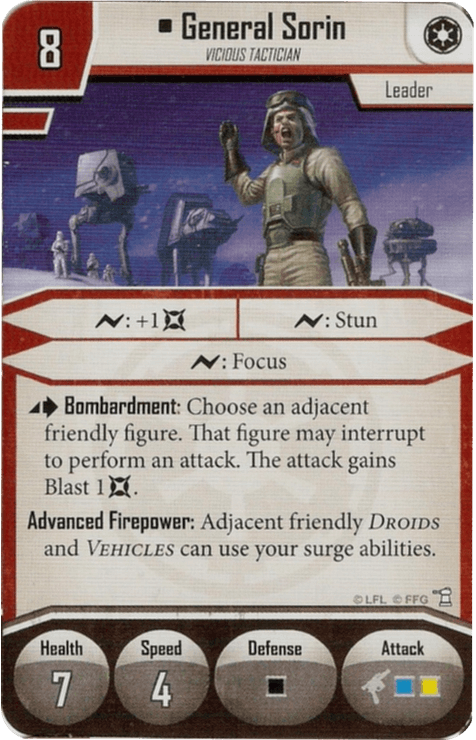 8
General Sorin
VICIOUS TACTICIAN
Leader
: +1
: Stun
: Focus
Bombardment: Choose an adjacent
friendly figure. That figure may interrupt
to perform an attack. The attack gains
Blast 1 .
Advanced Firepower: Adjacent friendly DROIDS
and VEHICLES can use your surge abilities.
© LFL © FFG
Health
7
Speed
4
Defense
Attack